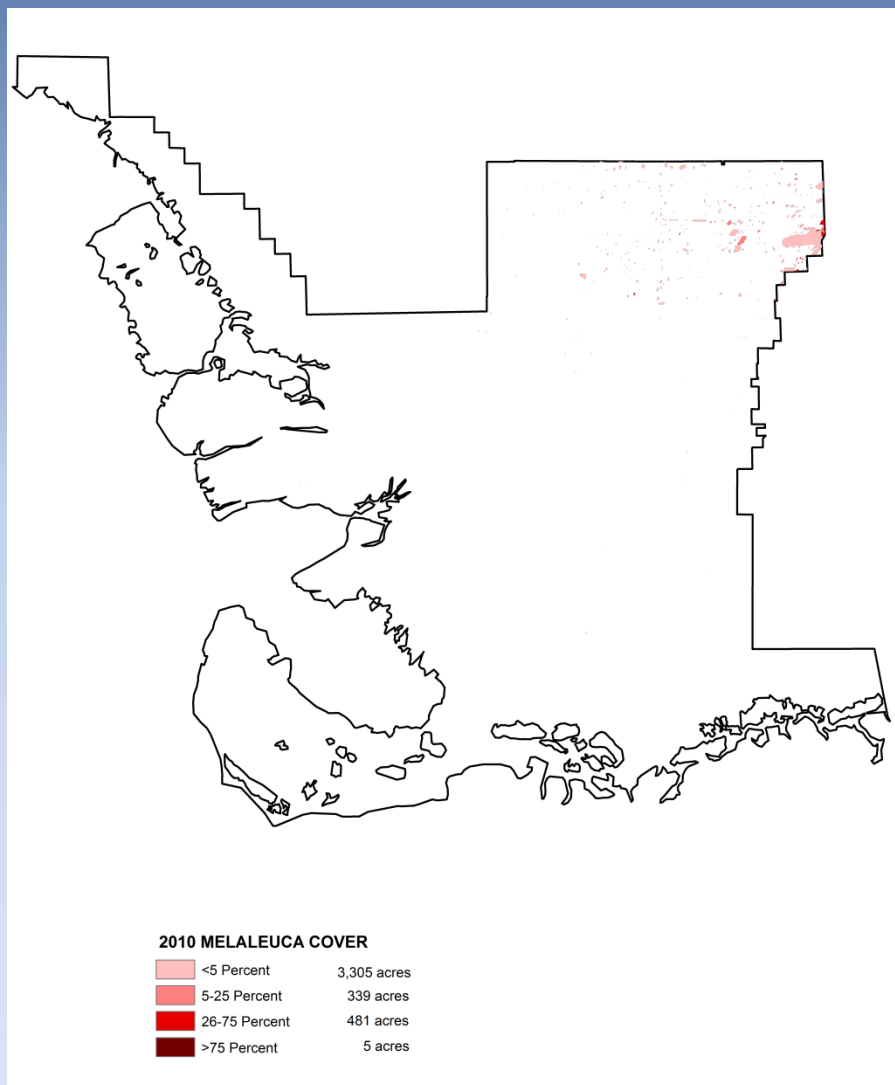 2010 MELALEUCA COVER
<5 Percent 3,305 acres
5-25 Percent 339 acres
26-75 Percent 481 acres
>75 Percent 5 acres